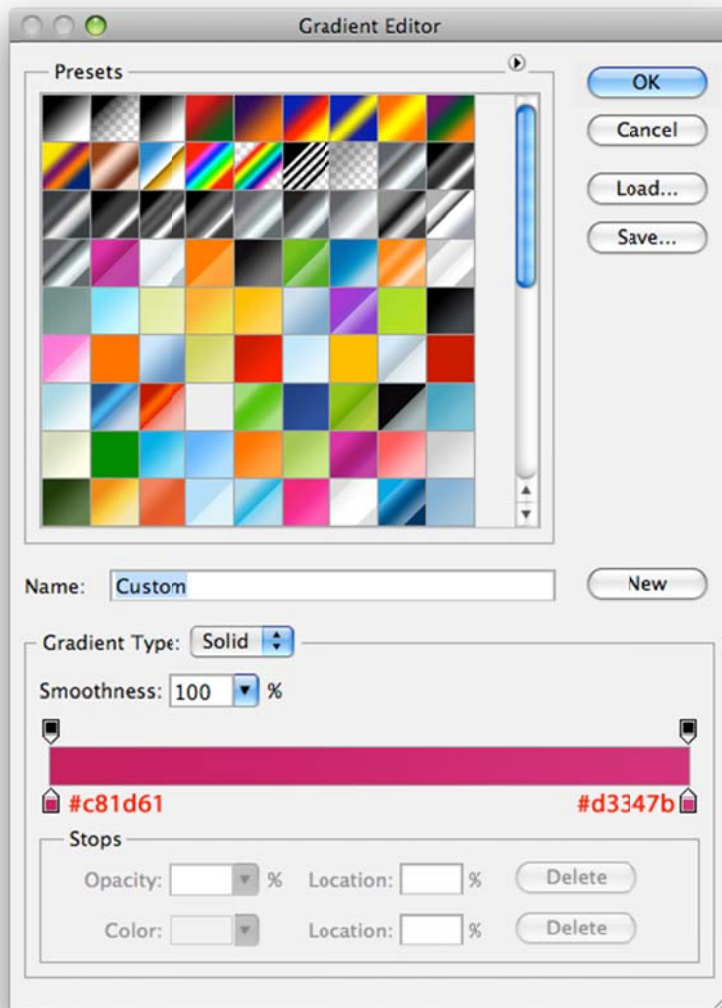 Gradient Editor
Presets
OK
Cancel
Load...
Save...
Name: Custom
New
Gradient Type: Solid
Smoothness: 100 %
#c81d61 #d3347b
Stops
Opacity: % Location: % Delete
Color: Location: % Delete